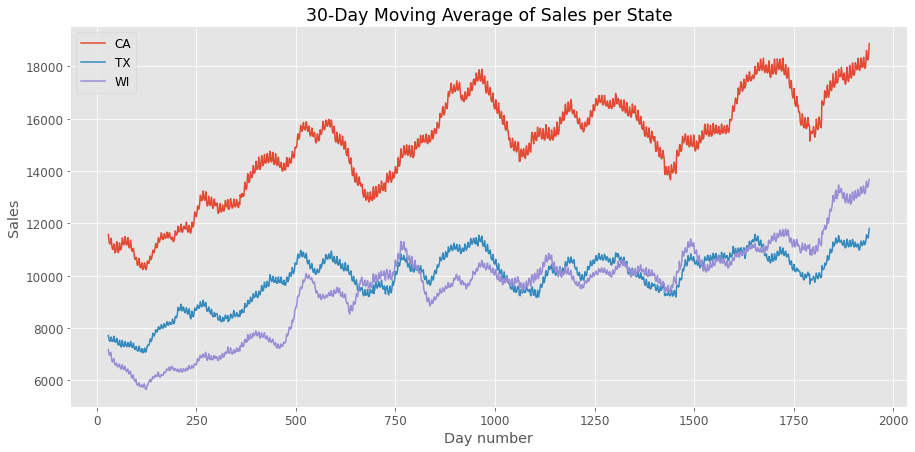 30-Day Moving Average of Sales per State
CA
TX
WI
18000
16000
14000
12000
10000
8000
6000
Sales
0 250 500 750 1000 1250 1500 1750 2000
Day number